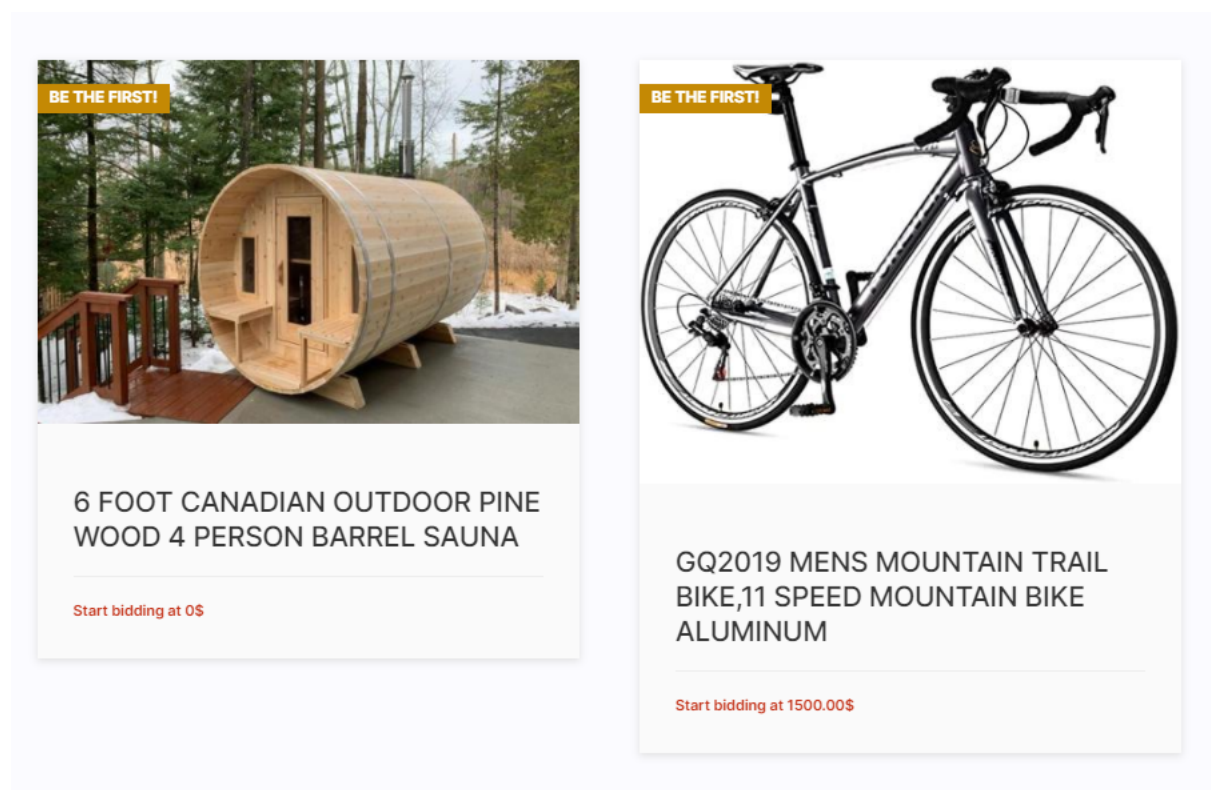 BE THE FIRST!
6 FOOT CANADIAN OUTDOOR PINE
WOOD 4 PERSON BARREL SAUNA
Start bidding at 0$
BE THE FIRST!
GQ2019 MENS MOUNTAIN TRAIL
BIKE,11 SPEED MOUNTAIN BIKE
ALUMINUM
Start bidding at 1500.00$